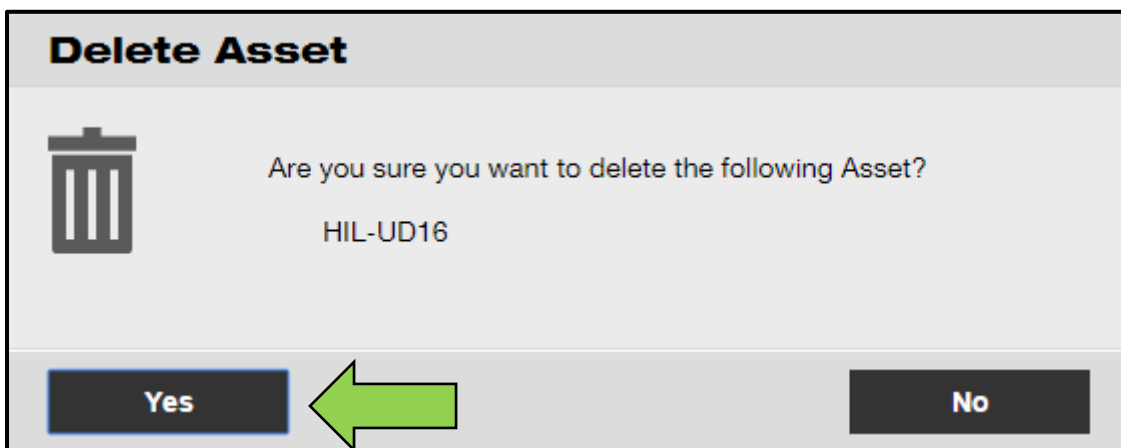 Delete Asset
Are you sure you want to delete the following Asset?
HIL-UD16
Yes
No